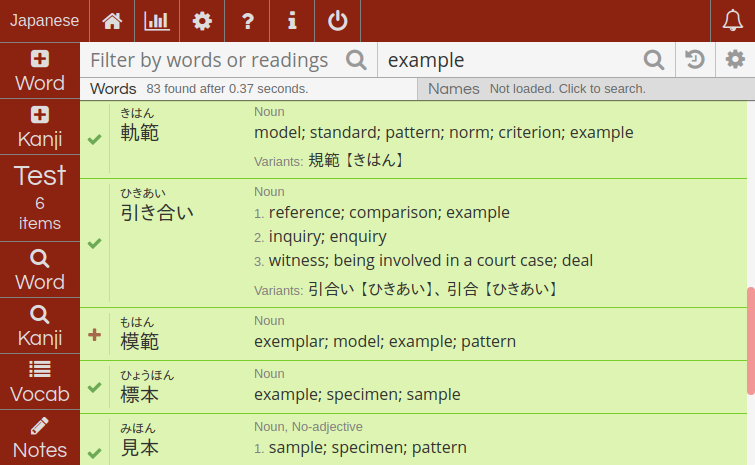 Japanese
Word
Kanji
Test
6
items
Word
Kanji
Vocab
Notes
Filter by words or readings
example
Words 83 found after 0.37 seconds.
Names Not loaded. Click to search.
きはん
軌範
Noun
model; standard; pattern; norm; criterion; example
Variants: 規範【きはん】
ひきあい
引き合い
Noun
1. reference; comparison; example
2. inquiry; enquiry
3. witness; being involved in a court case; deal
Variants: 引合い【ひきあい】、引合【ひきあい】
もはん
模範
Noun
exemplar; model; example; pattern
ひょうほん
標本
Noun
example; specimen; sample
みほん
見本
Noun, No-adjective
1. sample; specimen; pattern